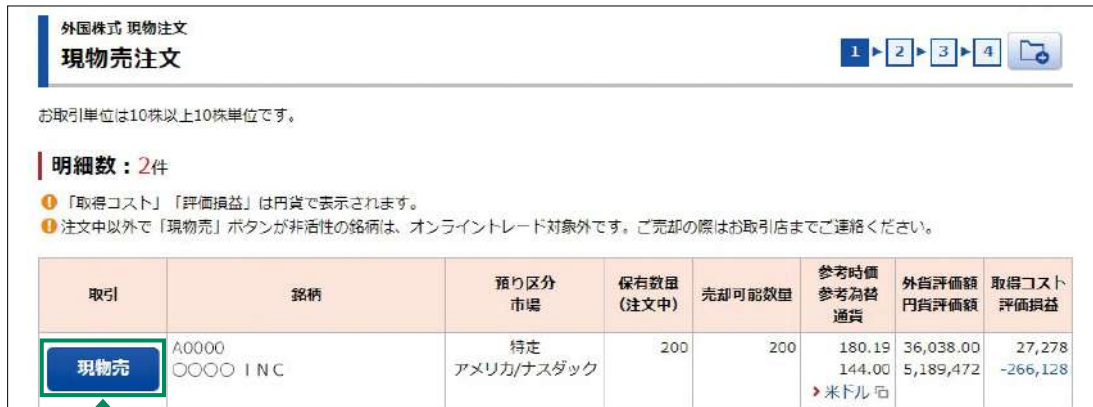 外国株式 現物注文
現物売注文
1 2 3 4
お取引単位は10株以上10株単位です。
明細数：2件
「取得コスト」「評価損益」は円貨で表示されます。
注文中以外で「現物売」ボタンが非活性の銘柄は、オンライントレード対象外です。ご売却の際はお取引店までご連絡ください。
取引 銘柄 預り区分 保有数量 売却可能数量 参考時価 外貨評価額 取得コスト
市場 （注文中） 参考為替 円貨評価額 評価損益
通貨
現物売 A0000 特定 200 200 180.19 36,038.00 27,278
○○○○ INC アメリカ/ナスダック 144.00 5,189,472 -266,128
米ドル